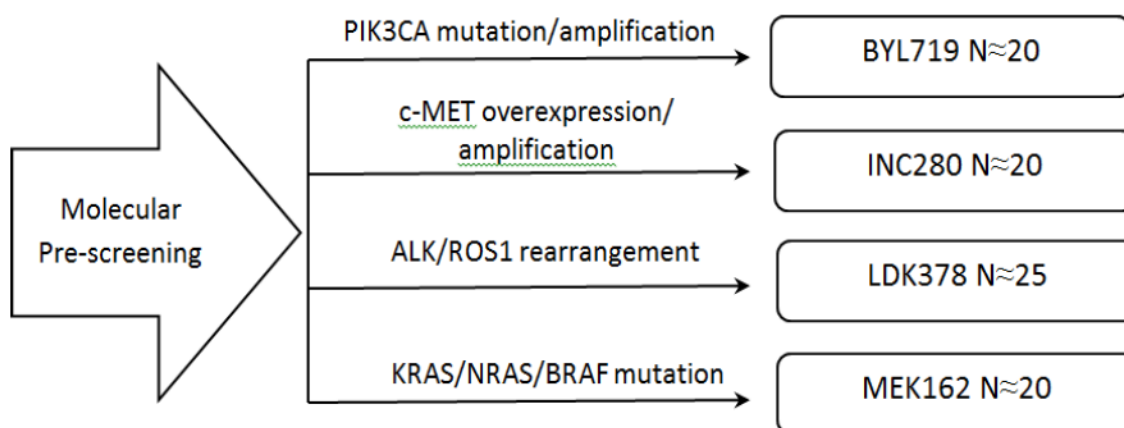 PIK3CA mutation/amplification
BYL719 N≈20
c-MET overexpression/
amplification
INC280 N≈20
Molecular
Pre-screening
ALK/ROS1 rearrangement
LDK378 N≈25
KRAS/NRAS/BRAF mutation
MEK162 N≈20